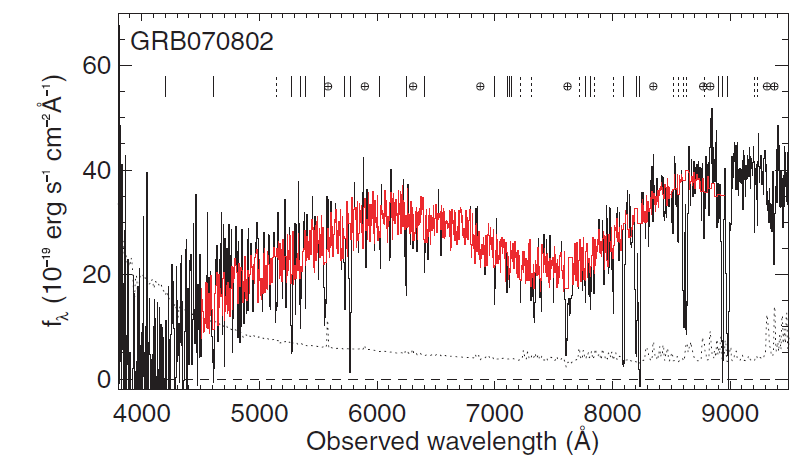 GRB070802
60
40
20
0
f_λ (10⁻¹⁹ erg s⁻¹ cm⁻² Å⁻¹)
4000 5000 6000 7000 8000 9000
Observed wavelength (Å)